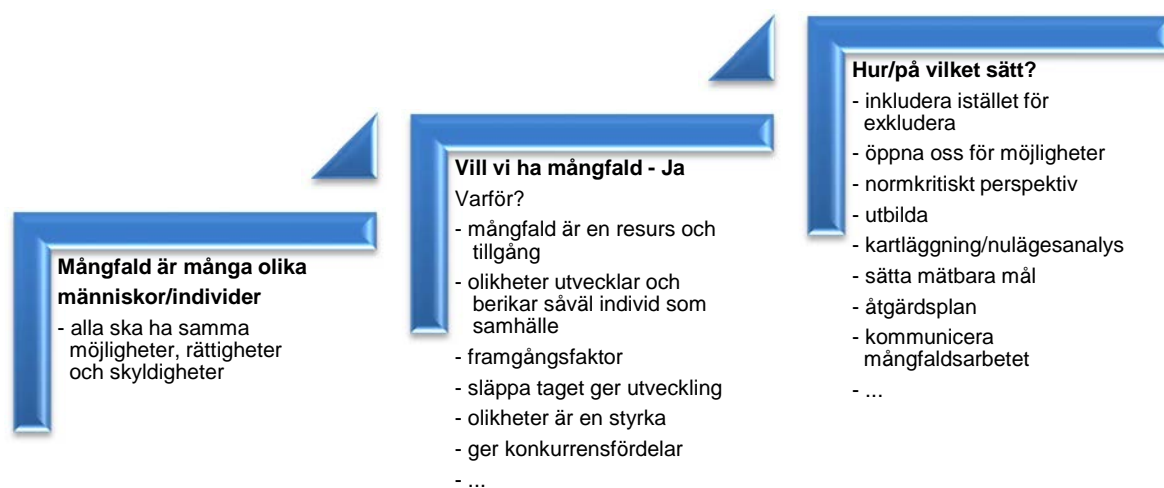 Mångfald är många olika
människor/individer
- alla ska ha samma
möjligheter, rättigheter
och skyldigheter
Vill vi ha mångfald - Ja
Varför?
- mångfald är en resurs och
tillgång
- olikheter utvecklar och
berikar såväl individ som
samhälle
- framgångsfaktor
- släppa taget ger utveckling
- olikheter är en styrka
- ger konkurrensfördelar
- ...
Hur/på vilket sätt?
- inkludera istället för
exkludera
- öppna oss för möjligheter
- normkritiskt perspektiv
- utbilda
- kartläggning/nulägesanalys
- sätta mätbara mål
- åtgärdsplan
- kommunicera
mångfaldsarbetet
- ...